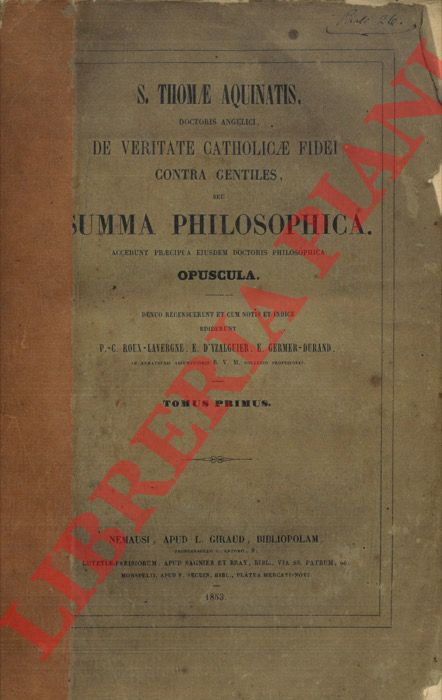 S. THOMÆ AQUINATIS,
DOCTORIS ANGELICI,
DE VERITATE CATHOLICÆ FIDEI
CONTRA GENTILES,
SEU
SUMMA PHILOSOPHICA.
ACCEDUNT PRÆCIPUA EJUSDEM DOCTORIS PHILOSOPHICA
OPUSCULA.
DENUO RECENSUERUNT ET CUM NOTIS ET INDICE
EDIDERUNT
P.-C. ROUX-LAVERGNE, E. D'YZALGUIER, E. GERMER-DURAND,
B. V. M.
TOMUS PRIMUS.
NEMAUSI, APUD L. GIRAUD, BIBLIOPOLAM,
LUTETIÆ PARISIORUM, APUD SAGNIER ET BRAY, BIBL., VIA SS. PATRUM,
MONSPELII, APUD F. SEGUIN, BIBL., PLATEA MERCATI-NOVI
1853
LIBRERIA PIANI